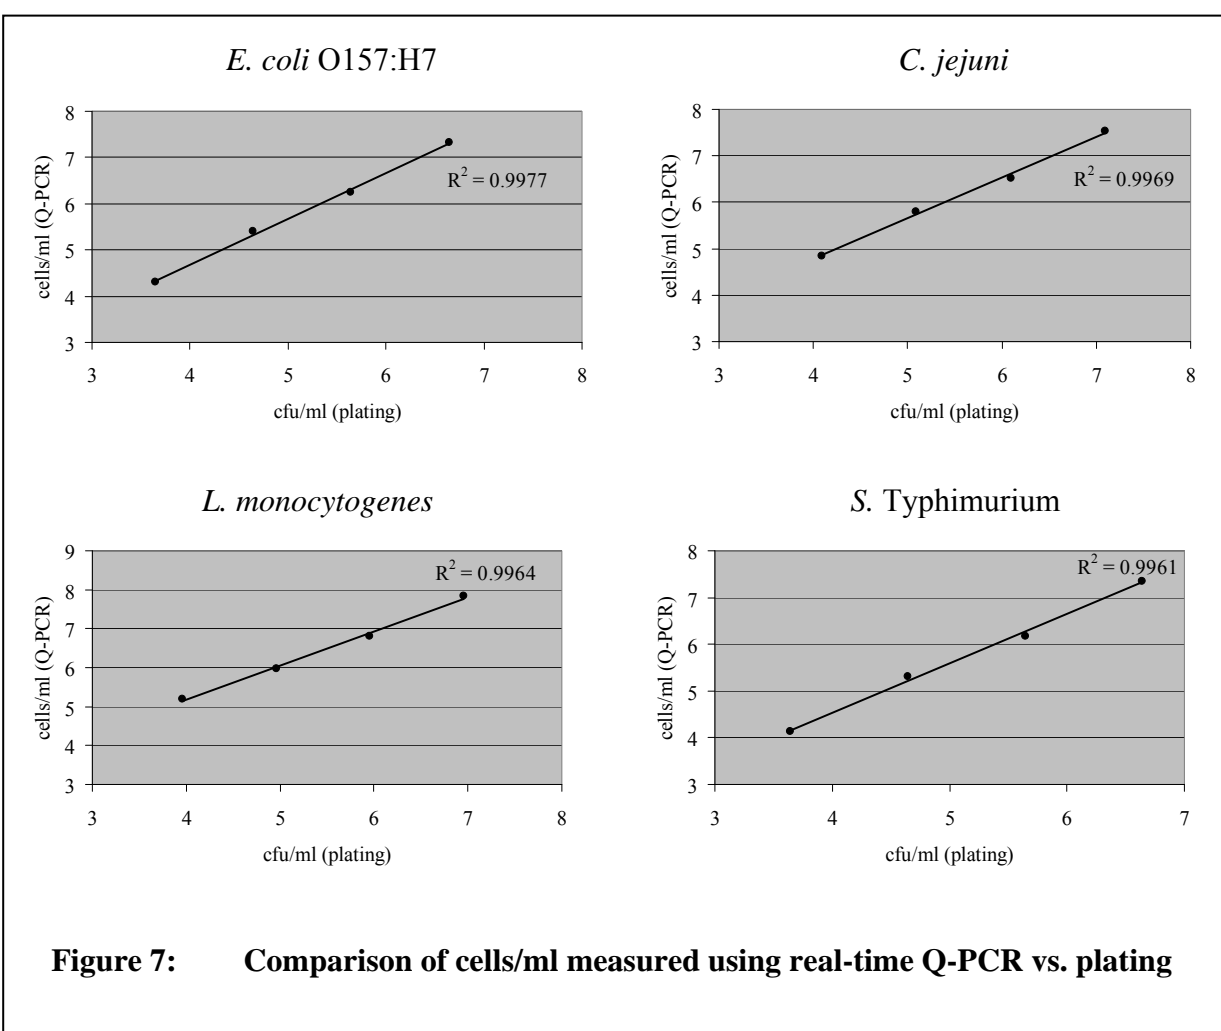 E. coli O157:H7
8
7
6
5
4
3
cells/ml (Q-PCR)
R² = 0.9977
3 4 5 6 7 8
cfu/ml (plating)
C. jejuni
8
7
6
5
4
3
cells/ml (Q-PCR)
R² = 0.9969
3 4 5 6 7 8
cfu/ml (plating)
L. monocytogenes
9
8
7
6
5
4
3
cells/ml (Q-PCR)
R² = 0.9964
3 4 5 6 7 8
cfu/ml (plating)
S. Typhimurium
8
7
6
5
4
3
cells/ml (Q-PCR)
R² = 0.9961
3 4 5 6 7
cfu/ml (plating)
Figure 7: Comparison of cells/ml measured using real-time Q-PCR vs. plating